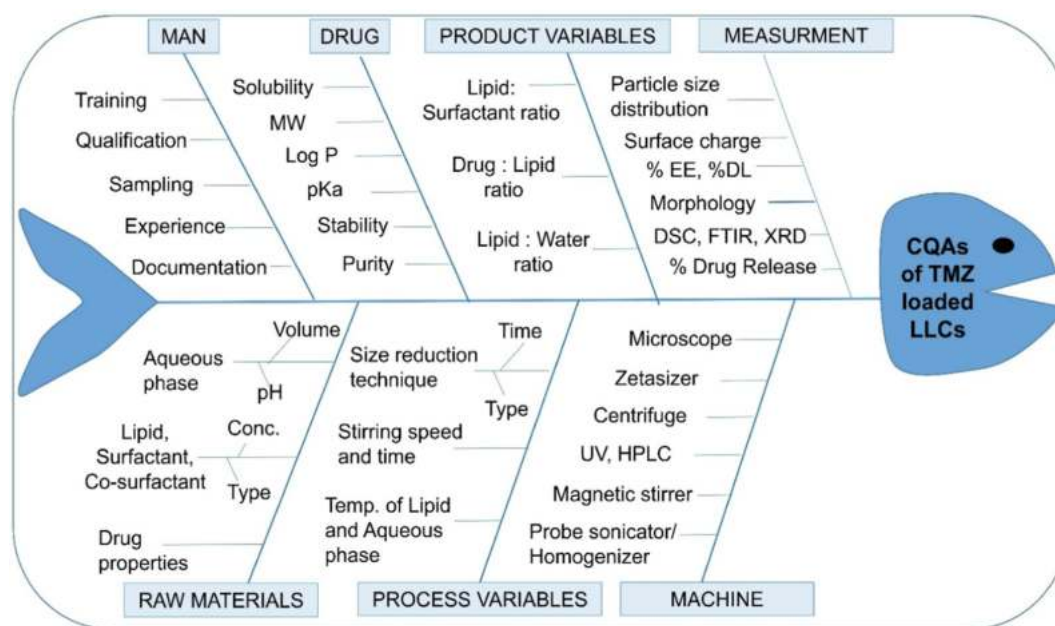 MAN
DRUG
PRODUCT VARIABLES
MEASURMENT
Training
Qualification
Sampling
Experience
Documentation
Solubility
MW
Log P
pKa
Stability
Purity
Lipid:
Surfactant ratio
Drug : Lipid
ratio
Lipid : Water
ratio
Particle size
distribution
Surface charge
% EE, %DL
Morphology
DSC, FTIR, XRD
% Drug Release
CQAs
of TMZ
loaded
LLCs
Aqueous
phase
Volume
pH
Lipid,
Surfactant,
Co-surfactant
Conc.
Type
Drug
properties
Size reduction
technique
Time
Type
Stirring speed
and time
Temp. of Lipid
and Aqueous
phase
Microscope
Zetasizer
Centrifuge
UV, HPLC
Magnetic stirrer
Probe sonicator/
Homogenizer
RAW MATERIALS
PROCESS VARIABLES
MACHINE